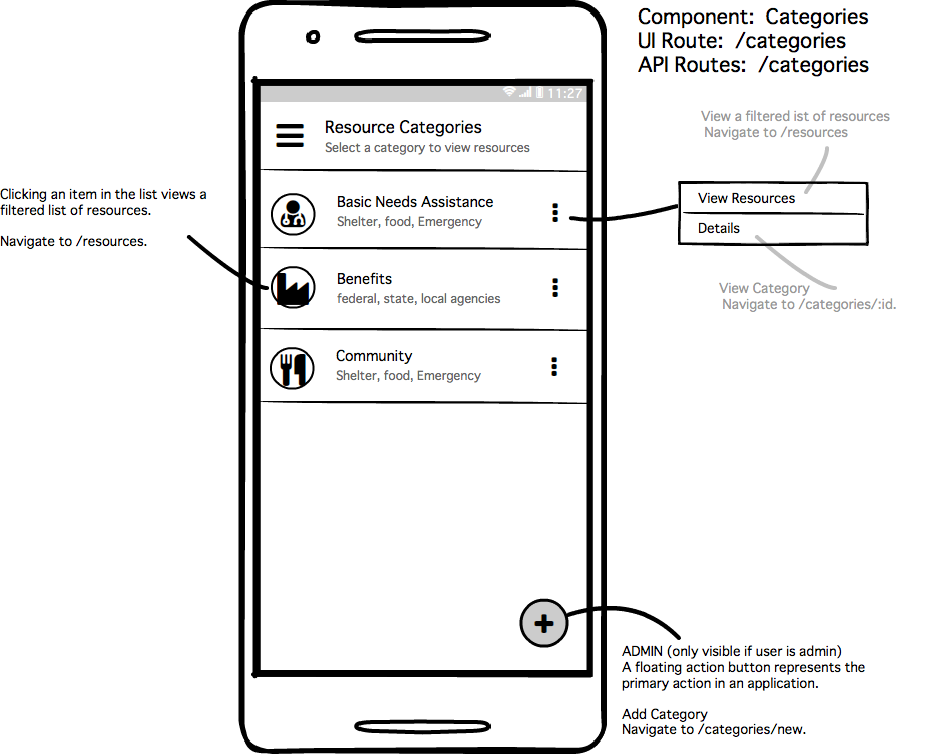 Component:  Categories
UI Route:  /categories
API Routes:  /categories
11:27
Resource Categories
Select a category to view resources
View a filtered ist of resources
Navigate to /resources
Clicking an item in the list views a
filtered list of resources.
Navigate to /resources.
Basic Needs Assistance
Shelter, food, Emergency
View Resources
Details
Benefits
federal, state, local agencies
View Category
Navigate to /categories/:id.
Community
Shelter, food, Emergency
ADMIN (only visible if user is admin)
A floating action button represents the
primary action in an application.
Add Category
Navigate to /categories/new.